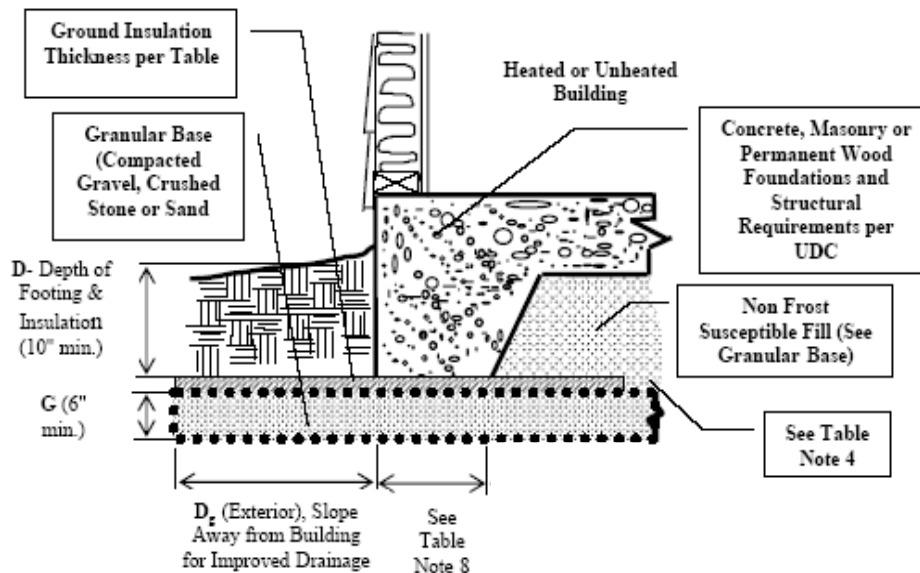 Ground Insulation
Thickness per Table
Heated or Unheated
Building
Granular Base
(Compacted
Gravel, Crushed
Stone or Sand
Concrete, Masonry or
Permanent Wood
Foundations and
Structural
Requirements per
UDC
D- Depth of
Footing &
Insulation
(10" min.)
Non Frost
Susceptible Fill (See
Granular Base)
G (6"
min.)
See Table
Note 4
Dg (Exterior), Slope
Away from Building
for Improved Drainage
See
Table
Note 8